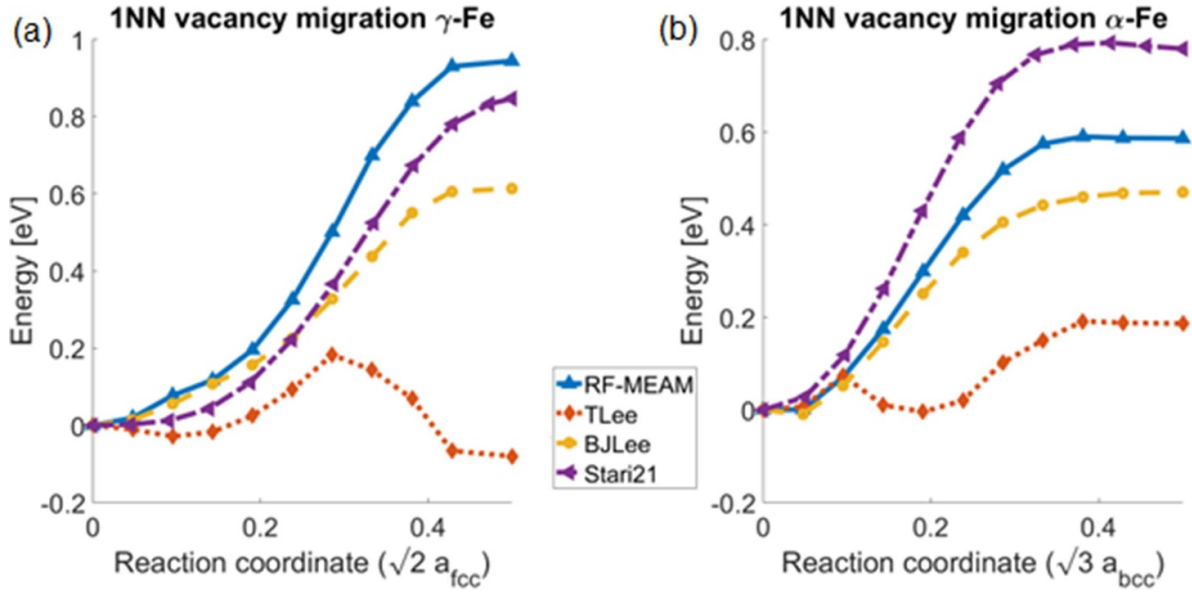 (a)
1NN vacancy migration γ-Fe
1
0.8
0.6
0.4
0.2
0
-0.2
Energy [eV]
0
0.2
0.4
Reaction coordinate (√2 a_fcc)
RF-MEAM
TLee
BJLee
Stari21
(b)
1NN vacancy migration α-Fe
0.8
0.6
0.4
0.2
0
-0.2
Energy [eV]
0
0.2
0.4
Reaction coordinate (√3 a_bcc)